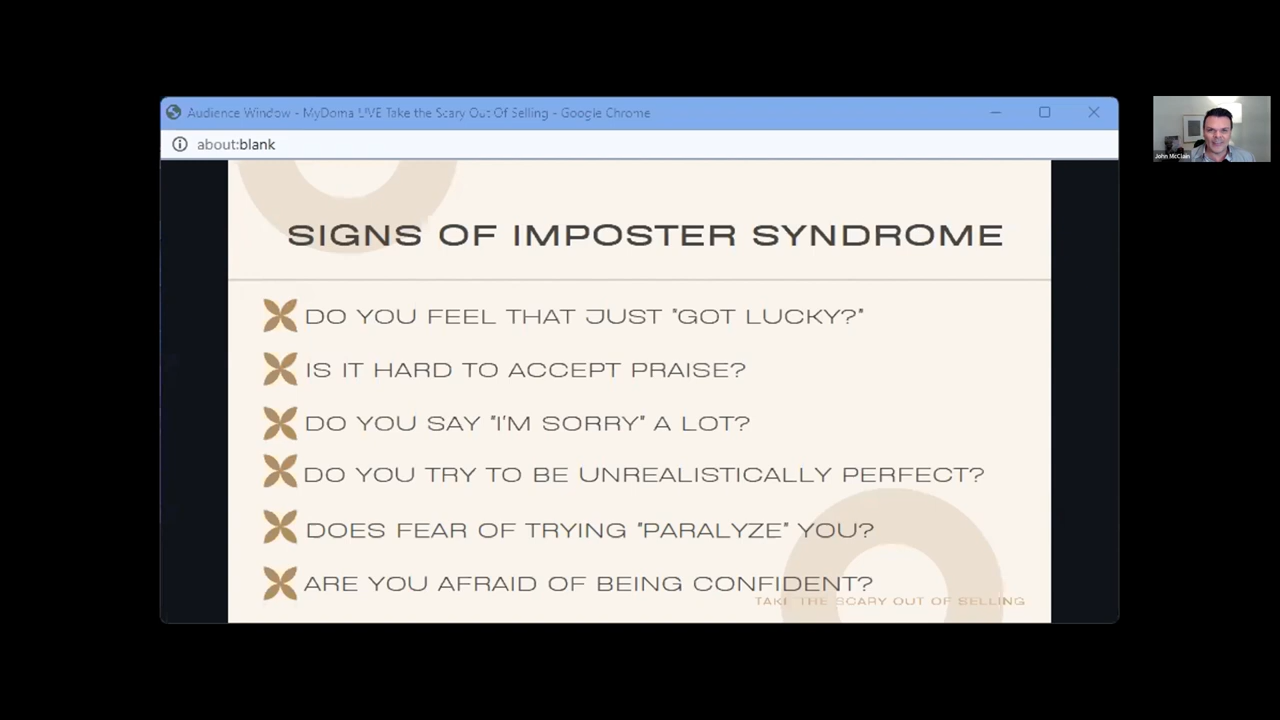 Audience Window - MyDoma LIVE Take the Scary Out Of Selling - Google Chrome
about:blank
John McClain
SIGNS OF IMPOSTER SYNDROME
DO YOU FEEL THAT JUST "GOT LUCKY?"
IS IT HARD TO ACCEPT PRAISE?
DO YOU SAY "I'M SORRY" A LOT?
DO YOU TRY TO BE UNREALISTICALLY PERFECT?
DOES FEAR OF TRYING "PARALYZE" YOU?
ARE YOU AFRAID OF BEING CONFIDENT?
TAKE THE SCARY OUT OF SELLING